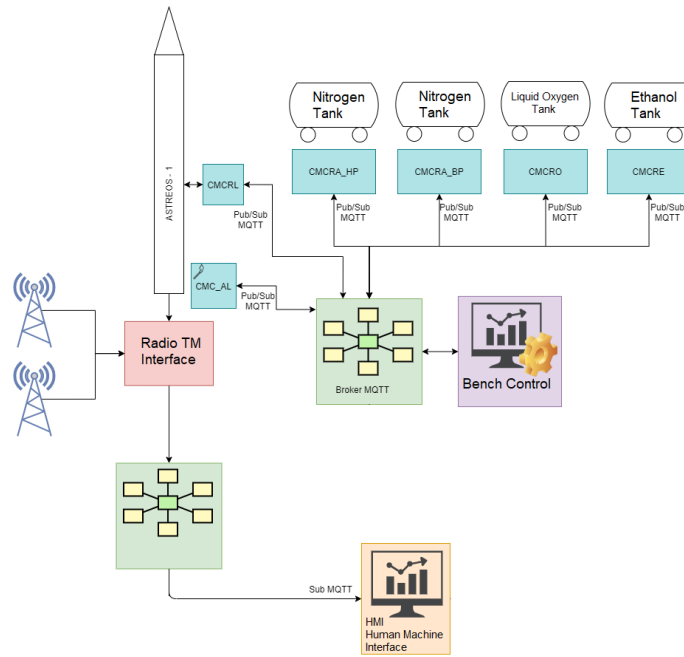 Nitrogen
Tank
Nitrogen
Tank
Liquid Oxygen
Tank
Ethanol
Tank
ASTREOS - 1
CMCRL
CMCRA_HP
CMCRA_BP
CMCRO
CMCRE
Pub/Sub
MQTT
Pub/Sub
MQTT
Pub/Sub
MQTT
Pub/Sub
MQTT
Pub/Sub
MQTT
CMC_AL
Pub/Sub
MQTT
Radio TM
Interface
Broker MQTT
Bench Control
Sub MQTT
HMI
Human Machine
Interface